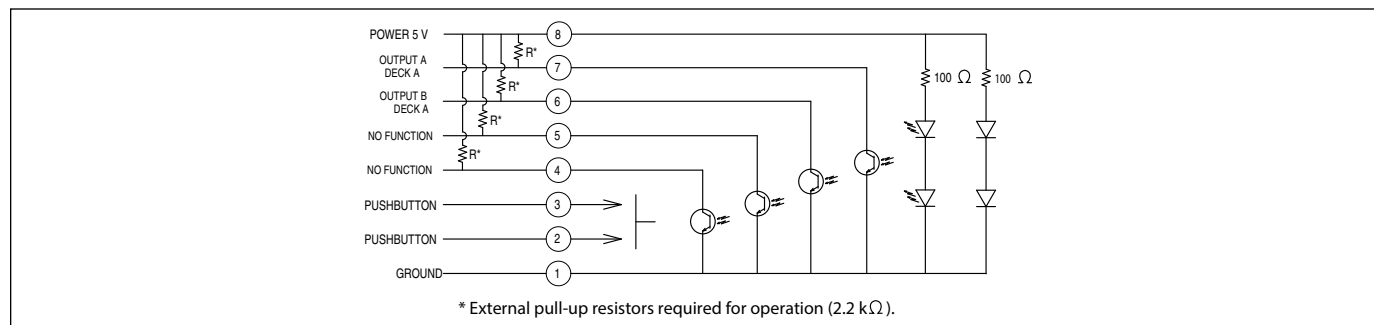 POWER 5 V
8
R*
OUTPUT A
DECK A
7
100 Ω
100 Ω
R*
OUTPUT B
DECK A
6
R*
NO FUNCTION
5
R*
NO FUNCTION
4
PUSHBUTTON
3
PUSHBUTTON
2
GROUND
1
* External pull-up resistors required for operation (2.2 kΩ).